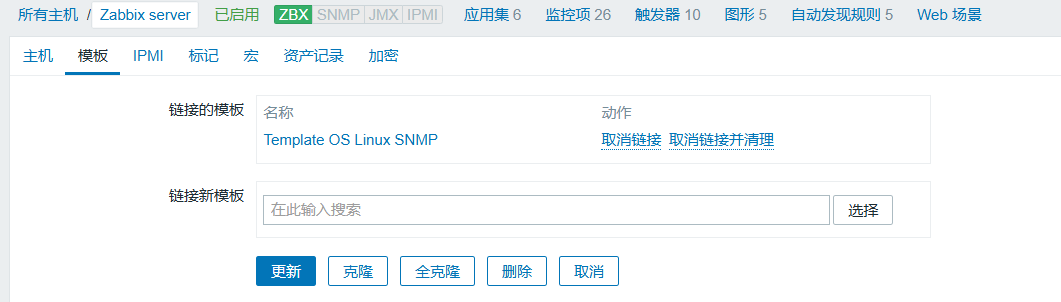 所有主机 / Zabbix server 已启用 ZBX SNMP JMX IPMI 应用集 6 监控项 26 触发器 10 图形 5 自动发现规则 5 Web 场景
主机 模板 IPMI 标记 宏 资产记录 加密
链接的模板 名称 动作
Template OS Linux SNMP 取消链接 取消链接并清理
链接新模板
在此输入搜索 选择
更新 克隆 全克隆 删除 取消